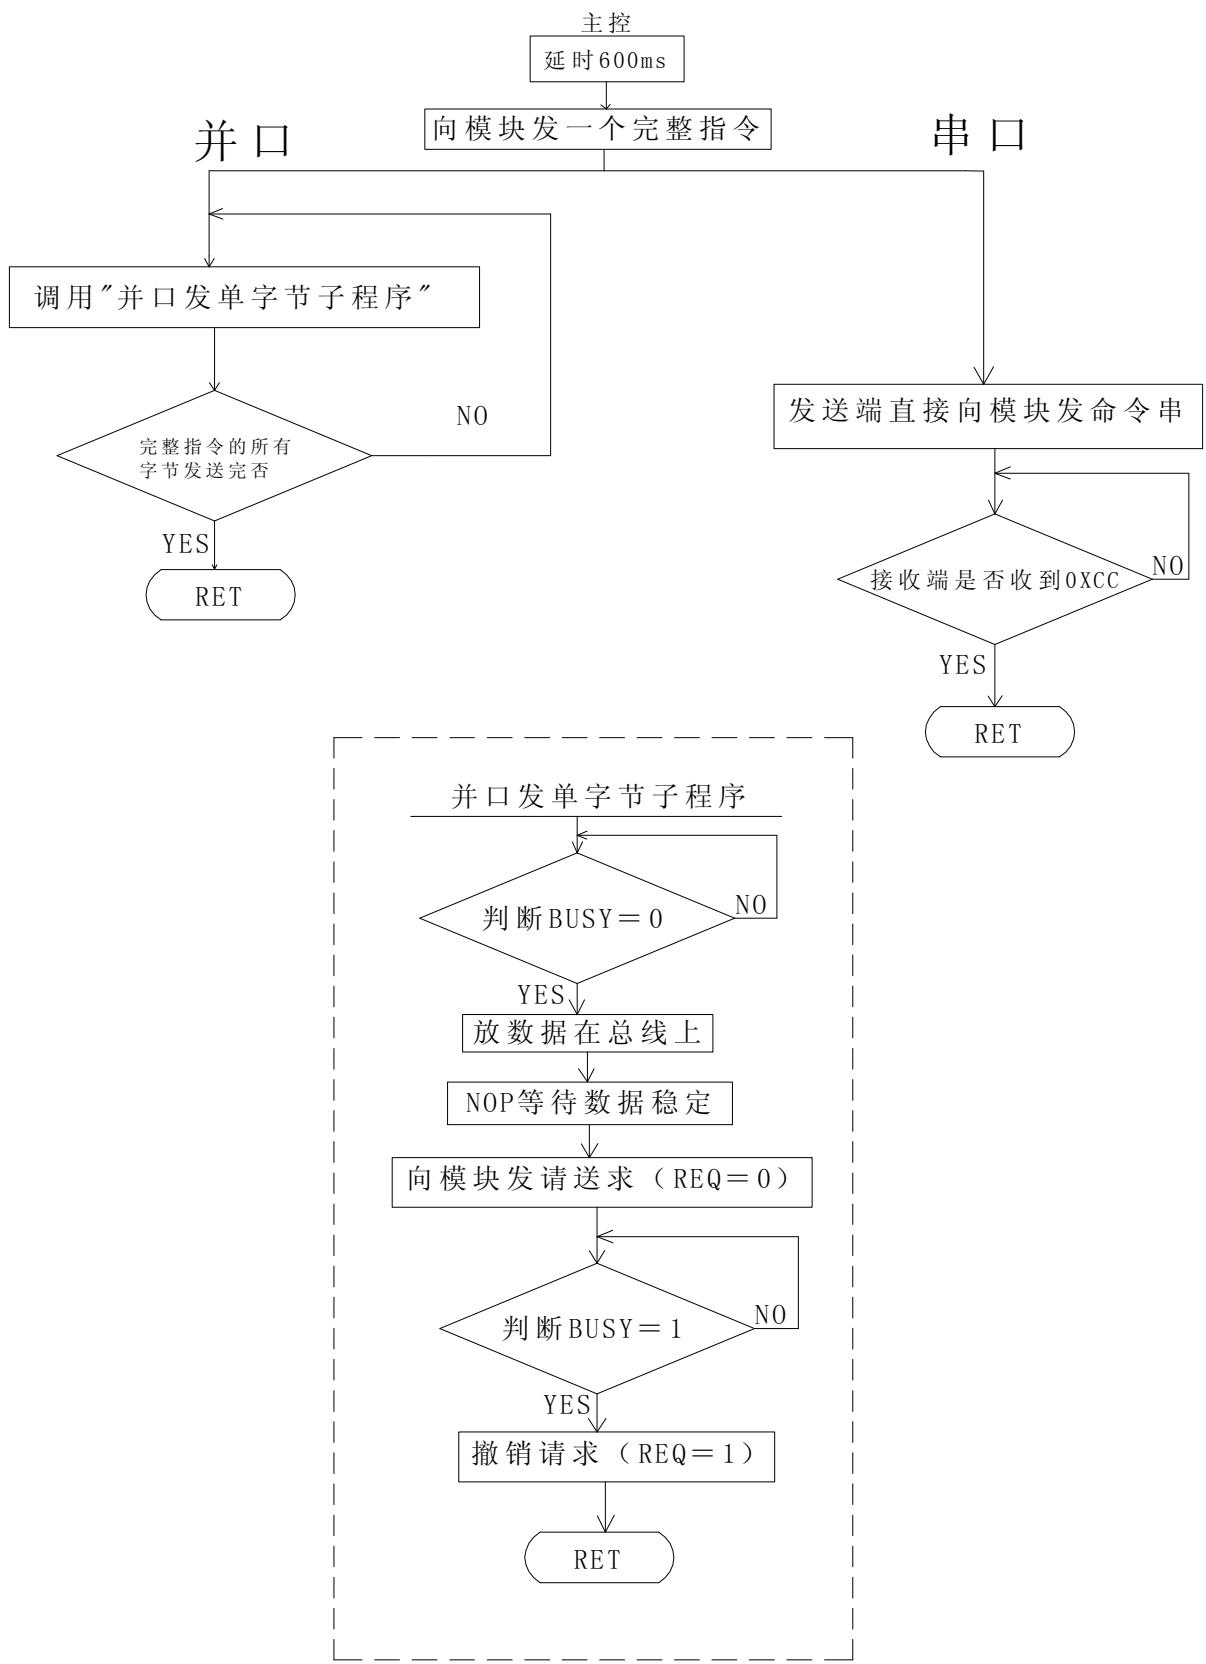 主控
延时600ms
向模块发一个完整指令
并口
串口
调用"并口发单字节子程序"
完整指令的所有
字节发送完否
NO
YES
RET
发送端直接向模块发命令串
接收端是否收到0XCC
NO
YES
RET
并口发单字节子程序
判断BUSY=0
NO
YES
放数据在总线上
NOP等待数据稳定
向模块发请送求（REQ=0）
判断BUSY=1
NO
YES
撤销请求（REQ=1）
RET